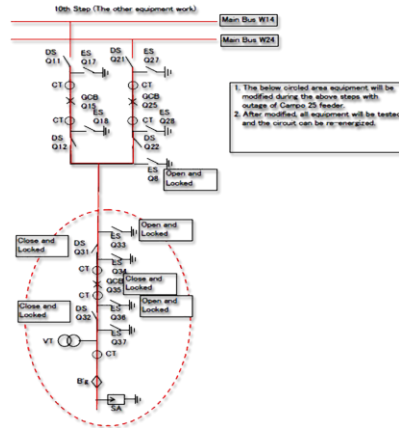 10th Step (The other equipment work)
Main Bus W14
Main Bus W24
DS ES DS ES
Q11 Q17 Q21 Q27
CT CT
GCB GCB
Q15 Q25
CT ES CT ES
Q18 Q28
DS DS
Q12 Q22
ES
Q8
Open and
Locked
1. The below circled area equipment will be
modified during the above steps with
outage of Campo 25 feeder.
2. After modified, all equipment will be tested
and the circuit can be re-energized.
Open and
Locked
Close and
Locked
ES
Q33
DS
Q31
ES
Q34
CT
GCB
Q35
Close and
Locked
CT
Close and
Locked
DS
Q32
ES
Q36
Open and
Locked
ES
Q37
VT
CT
B'g
SA